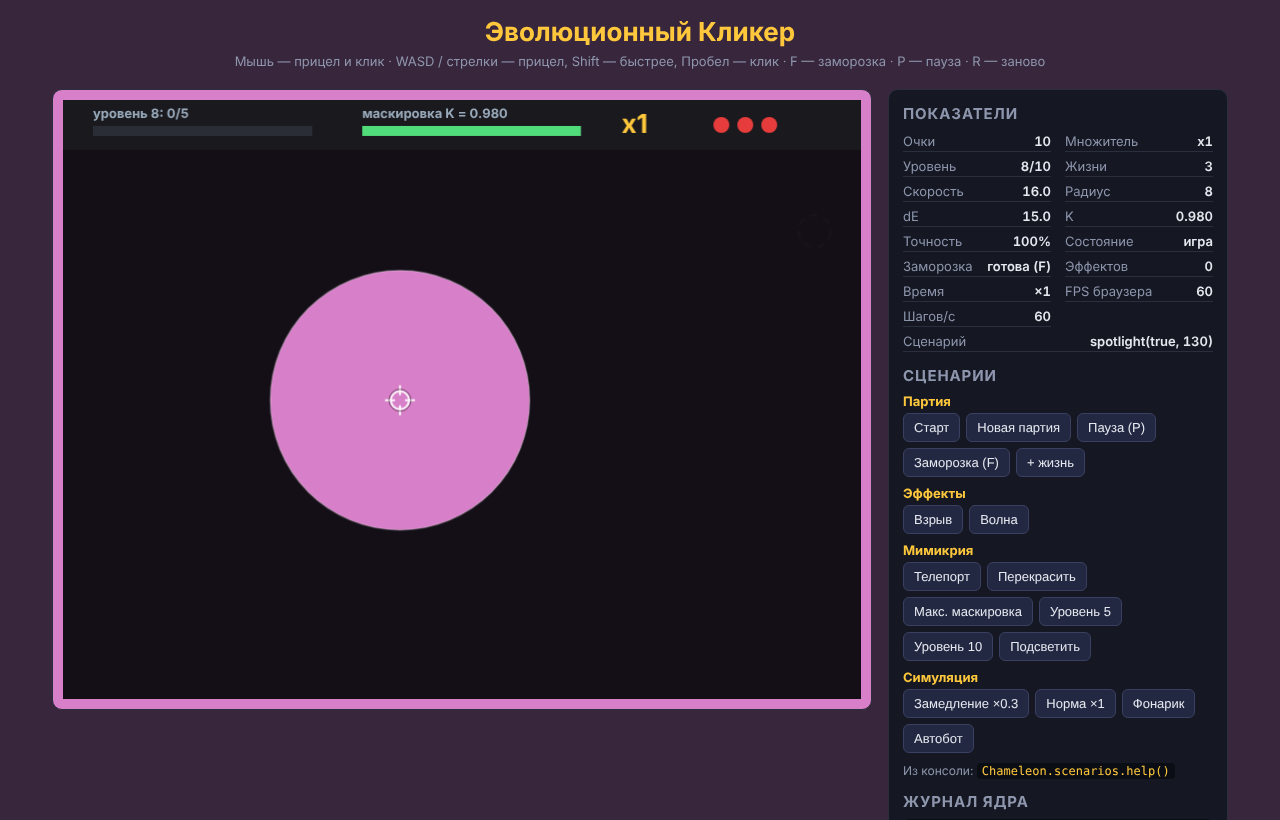 Эволюционный Кликер
Мышь — прицел и клик · WASD / стрелки — прицел, Shift — быстрее, Пробел — клик · F — заморозка · P — пауза · R — заново
уровень 8: 0/5
маскировка K = 0.980
x1
ПОКАЗАТЕЛИ
Очки 10 Множитель x1
Уровень 8/10 Жизни 3
Скорость 16.0 Радиус 8
dE 15.0 K 0.980
Точность 100% Состояние игра
Заморозка готова (F) Эффектов 0
Время ×1 FPS браузера 60
Шагов/с 60
Сценарий spotlight(true, 130)
СЦЕНАРИИ
Партия
Старт Новая партия Пауза (P)
Заморозка (F) + жизнь
Эффекты
Взрыв Волна
Мимикрия
Телепорт Перекрасить
Макс. маскировка Уровень 5
Уровень 10 Подсветить
Симуляция
Замедление ×0.3 Норма ×1 Фонарик
Автобот
Из консоли: Chameleon.scenarios.help()
ЖУРНАЛ ЯДРА